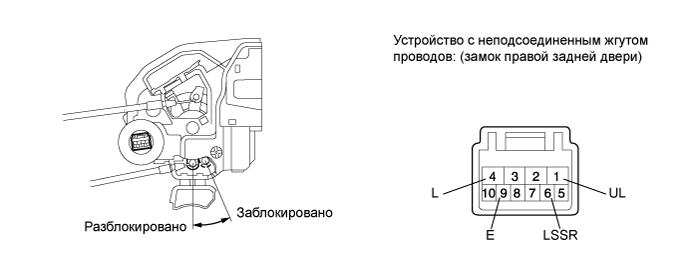 Устройство с неподсоединенным жгутом
проводов: (замок правой задней двери)
Заблокировано
Разблокировано
4 3 2 1
10 9 8 7 6 5
L
UL
E
LSSR